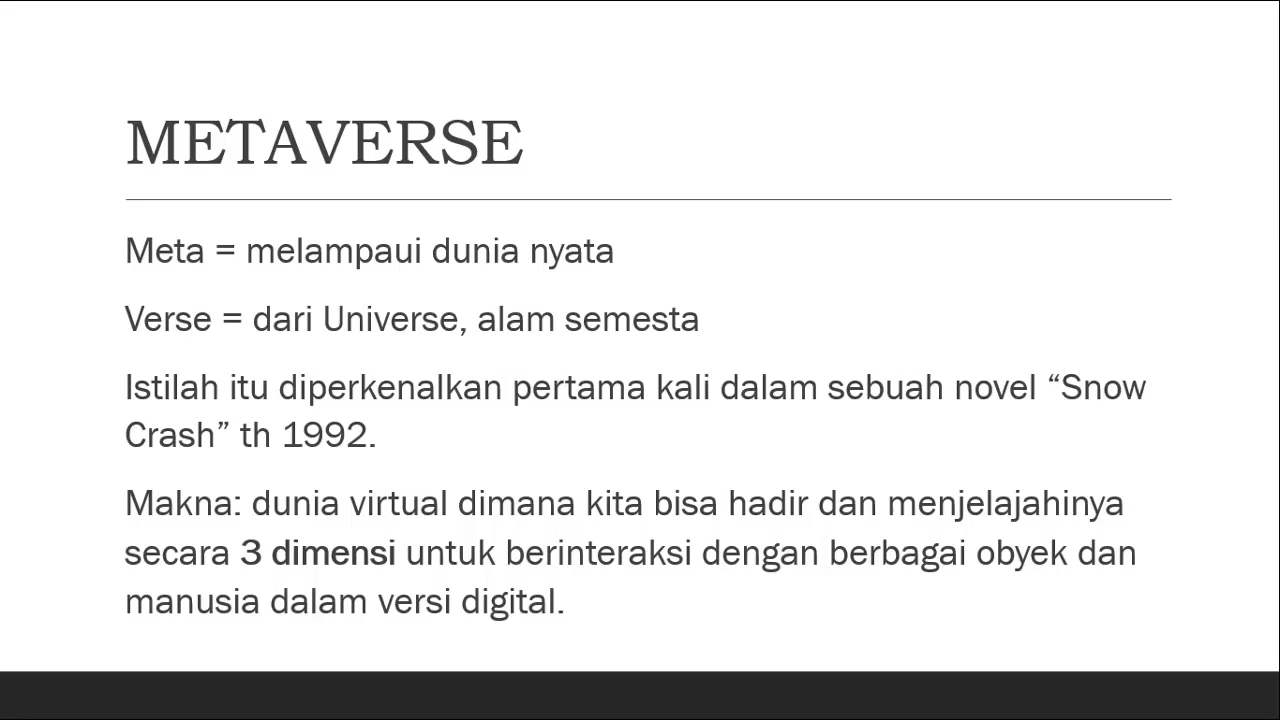 METAVERSE
Meta = melampaui dunia nyata
Verse = dari Universe, alam semesta
Istilah itu diperkenalkan pertama kali dalam sebuah novel “Snow
Crash” th 1992.
Makna: dunia virtual dimana kita bisa hadir dan menjelajahinya
secara 3 dimensi untuk berinteraksi dengan berbagai obyek dan
manusia dalam versi digital.